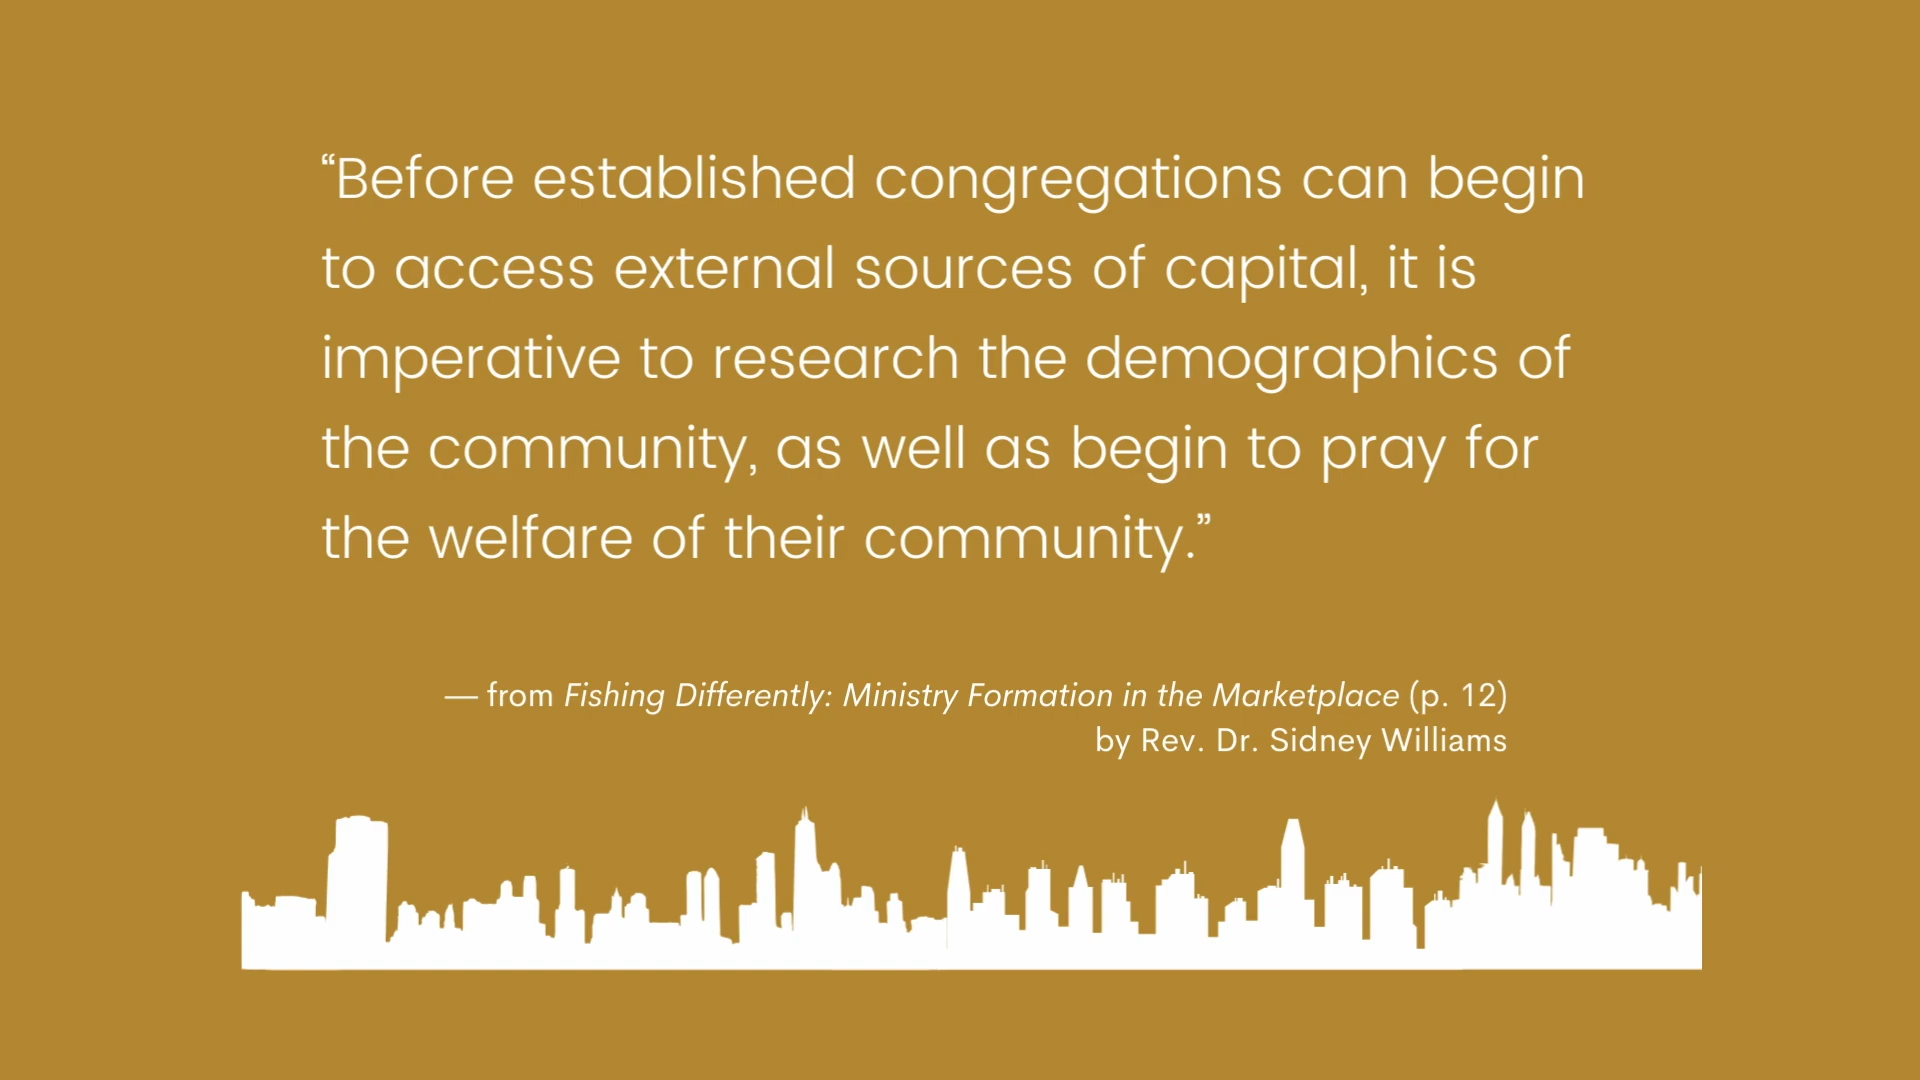 “Before established congregations can begin
to access external sources of capital, it is
imperative to research the demographics of
the community, as well as begin to pray for
the welfare of their community.”
— from Fishing Differently: Ministry Formation in the Marketplace (p. 12)
by Rev. Dr. Sidney Williams